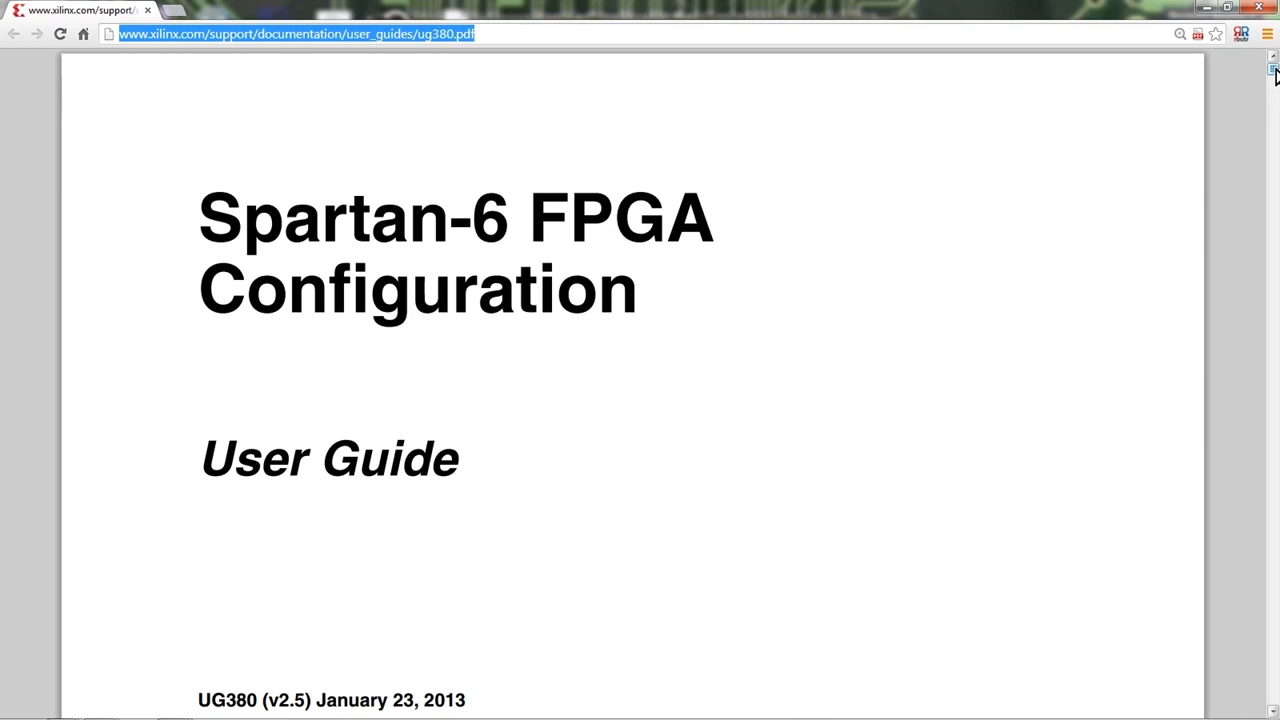 www.xilinx.com/support/
www.xilinx.com/support/documentation/user_guides/ug380.pdf
Spartan-6 FPGA
Configuration
User Guide
UG380 (v2.5) January 23, 2013